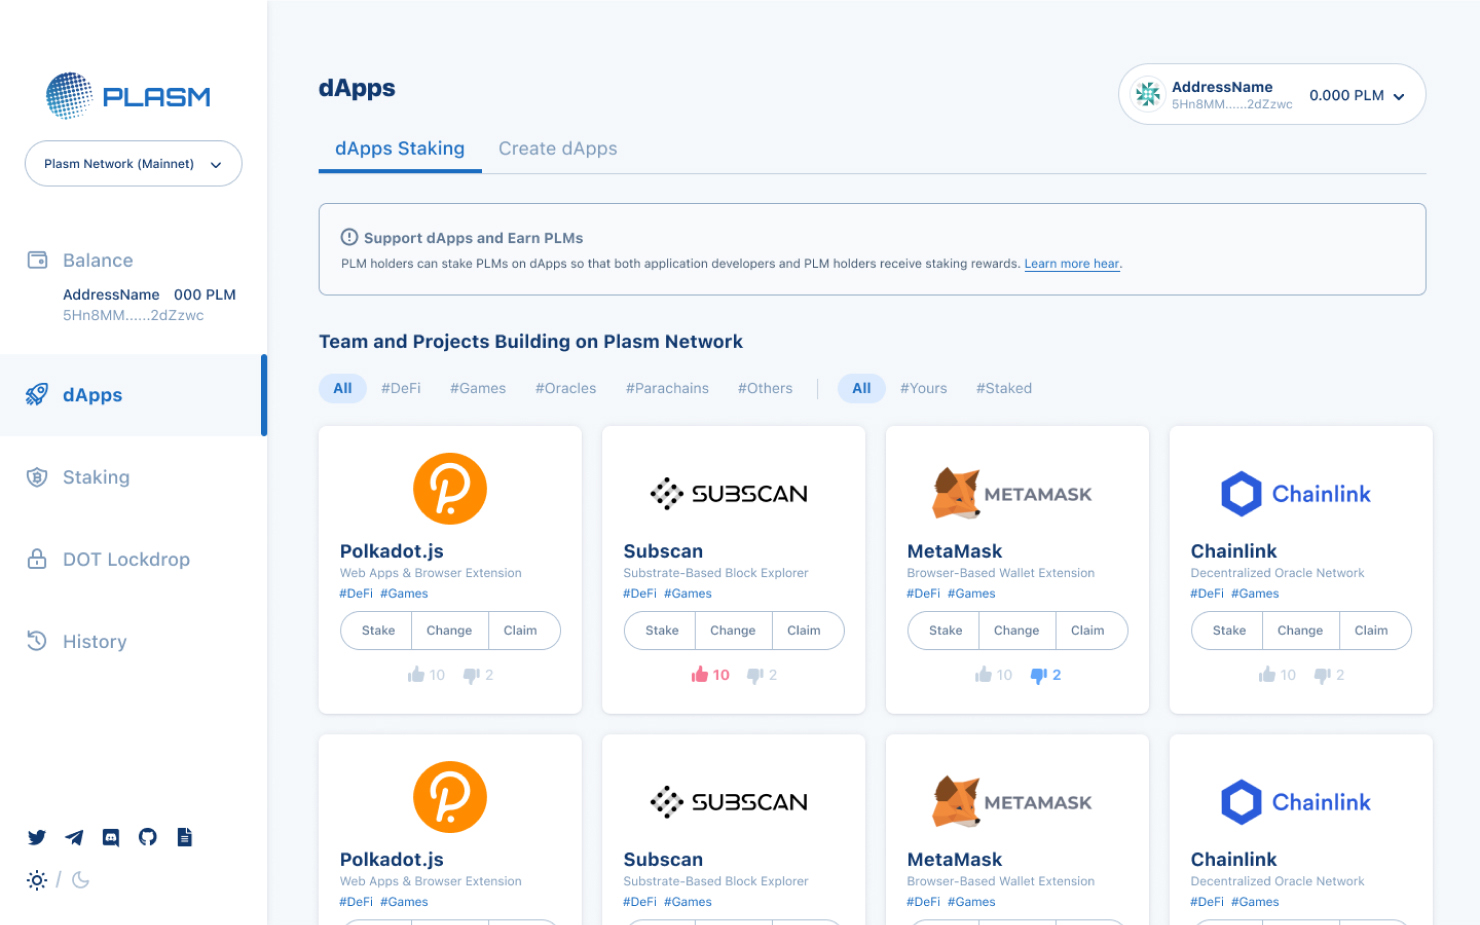 PLASM
Plasm Network (Mainnet)
Balance
AddressName 000 PLM
5Hn8MM......2dZzwc
dApps
Staking
DOT Lockdrop
History
/
dApps
AddressName
5Hn8MM......2dZzwc
0.000 PLM
dApps Staking Create dApps
Support dApps and Earn PLMs
PLM holders can stake PLMs on dApps so that both application developers and PLM holders receive staking rewards. Learn more hear.
Team and Projects Building on Plasm Network
All #DeFi #Games #Oracles #Parachains #Others All #Yours #Staked
Polkadot.js
Web Apps & Browser Extension
#DeFi #Games
Stake Change Claim
10 2
SUBSCAN
Subscan
Substrate-Based Block Explorer
#DeFi #Games
Stake Change Claim
10 2
METAMASK
MetaMask
Browser-Based Wallet Extension
#DeFi #Games
Stake Change Claim
10 2
Chainlink
Chainlink
Decentralized Oracle Network
#DeFi #Games
Stake Change Claim
10 2
Polkadot.js
Web Apps & Browser Extension
#DeFi #Games
SUBSCAN
Subscan
Substrate-Based Block Explorer
#DeFi #Games
METAMASK
MetaMask
Browser-Based Wallet Extension
#DeFi #Games
Chainlink
Chainlink
Decentralized Oracle Network
#DeFi #Games